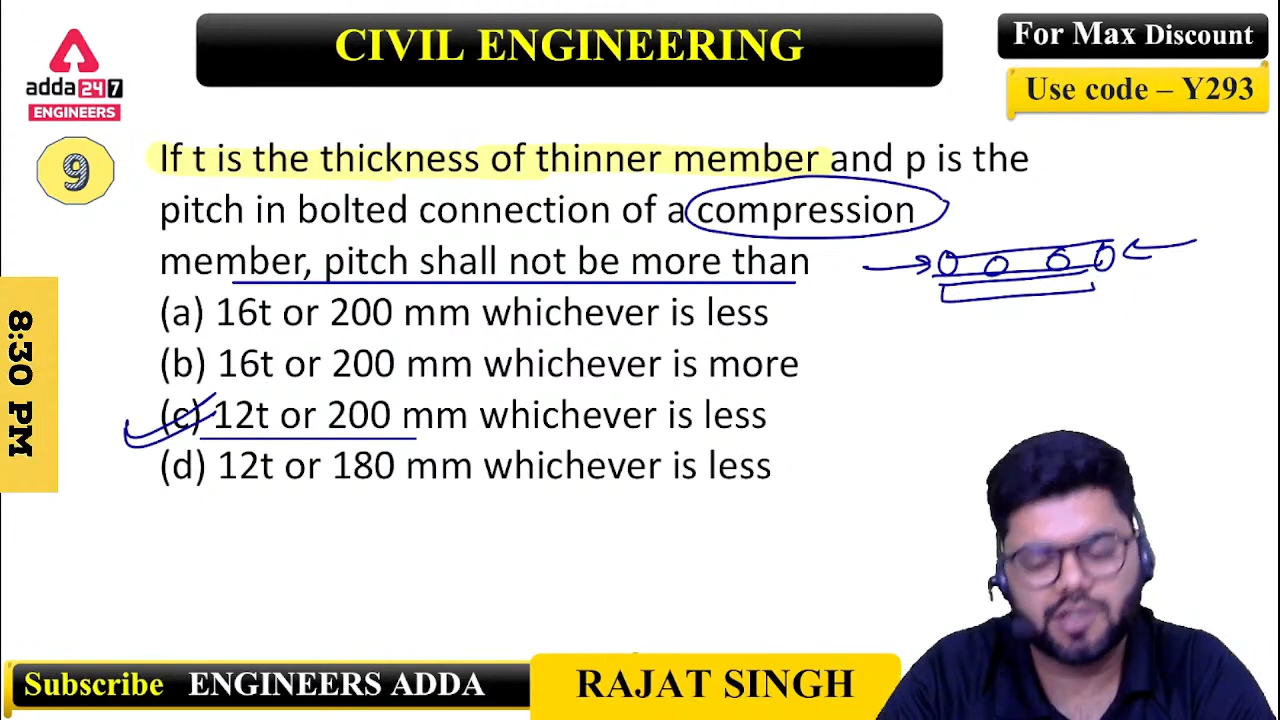 CIVIL ENGINEERING
For Max Discount
Use code – Y293
adda 24 7
ENGINEERS
9
If t is the thickness of thinner member and p is the
pitch in bolted connection of a compression
member, pitch shall not be more than
(a) 16t or 200 mm whichever is less
(b) 16t or 200 mm whichever is more
(c) 12t or 200 mm whichever is less
(d) 12t or 180 mm whichever is less
8:30 PM
Subscribe ENGINEERS ADDA
RAJAT SINGH